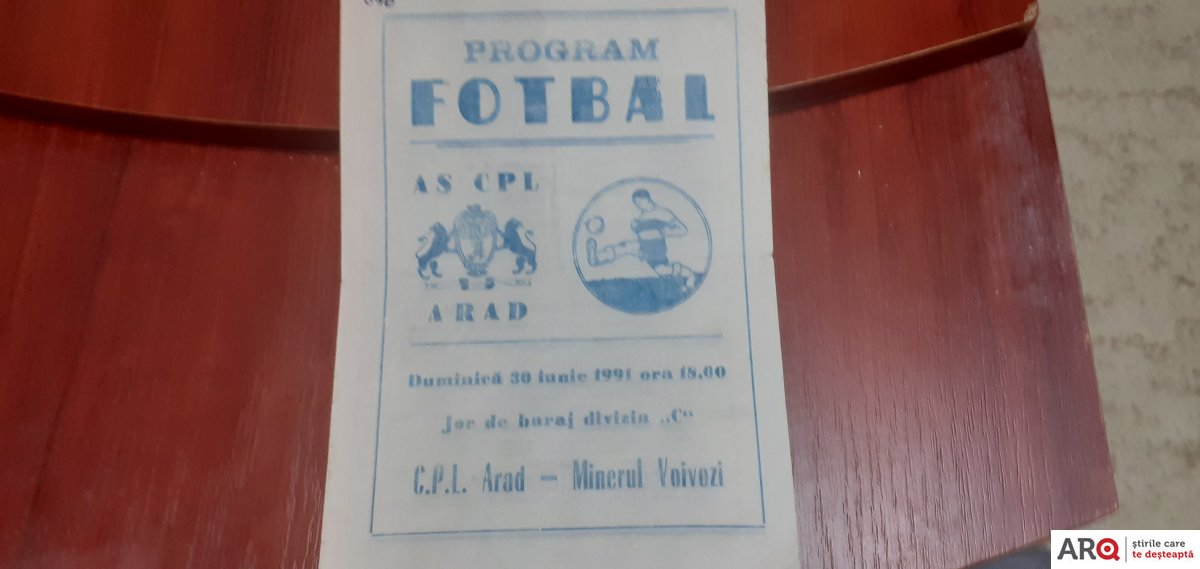 PROGRAM
FOTBAL
AS CPL
ARAD
Duminică 30 iunie 1991 ora 18,00
Joc de baraj divizia „C“
C.P.L. Arad – Minerul Voivozi
ARQ
știrile care
te deșteaptă